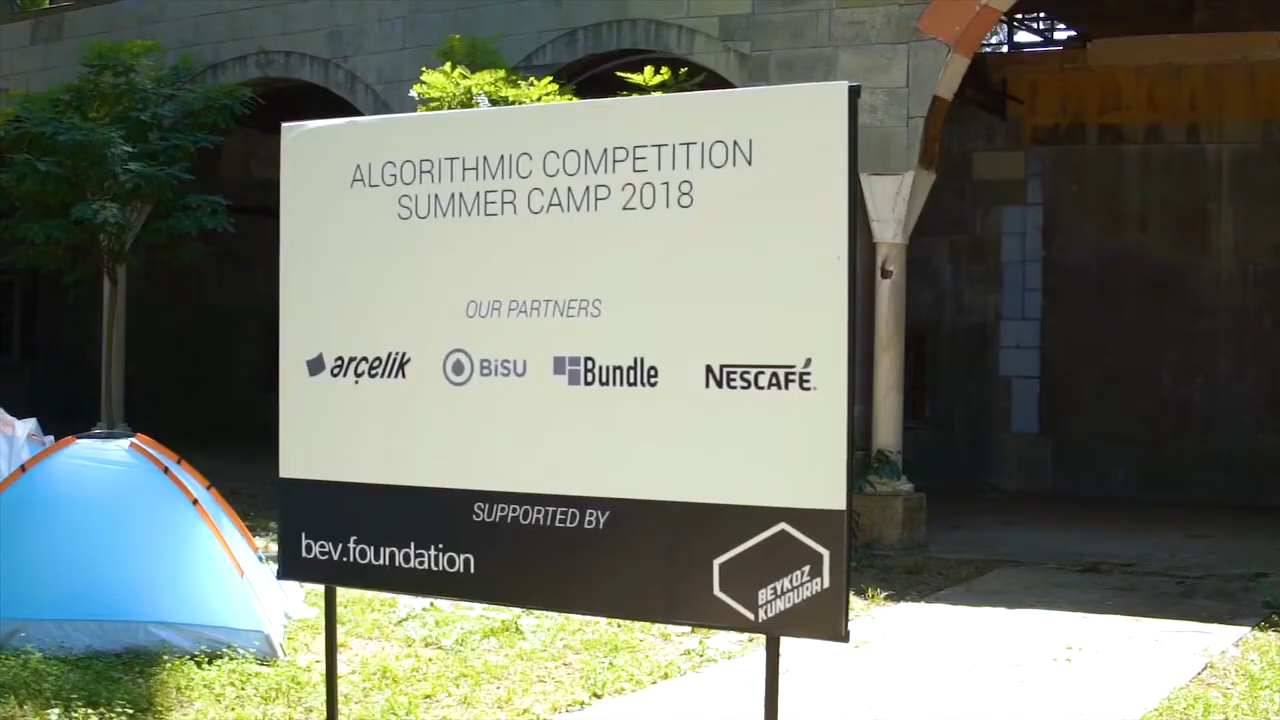 ALGORITHMIC COMPETITION
SUMMER CAMP 2018
OUR PARTNERS
arçelik BiSU Bundle NESCAFÉ.
SUPPORTED BY
bev.foundation
BEYKOZ
KUNDURA